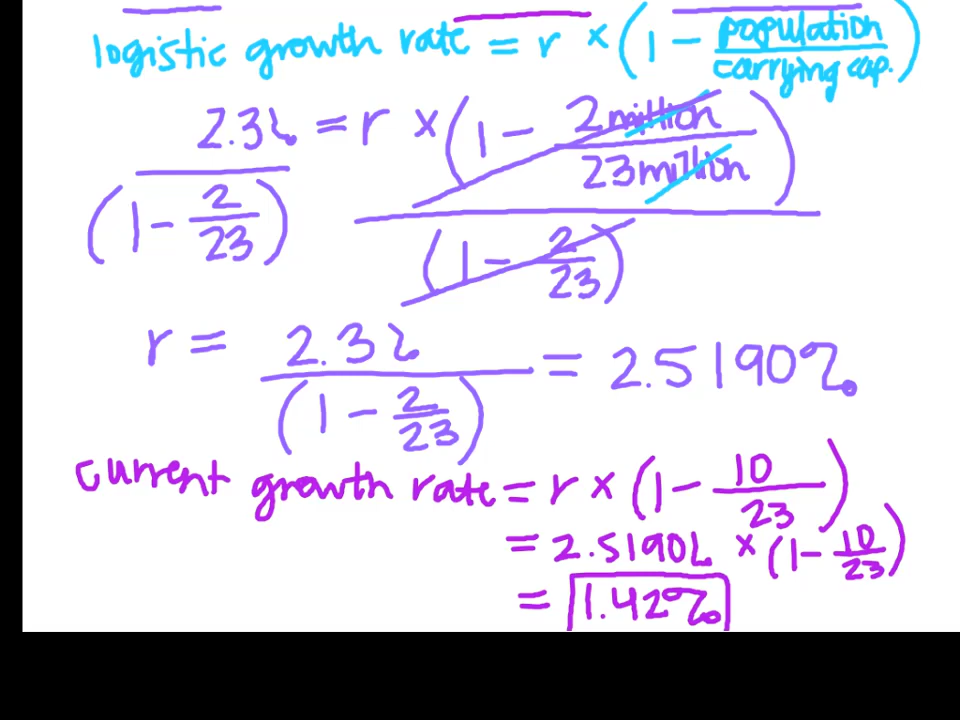 logistic growth rate = r × (1 - population/carrying cap.)
2.3% / (1 - 2/23) = r × (1 - 2 million/23 million) / (1 - 2/23)
r = 2.3% / (1 - 2/23) = 2.5190%
current growth rate = r × (1 - 10/23)
= 2.5190% × (1 - 10/23)
= 1.42%